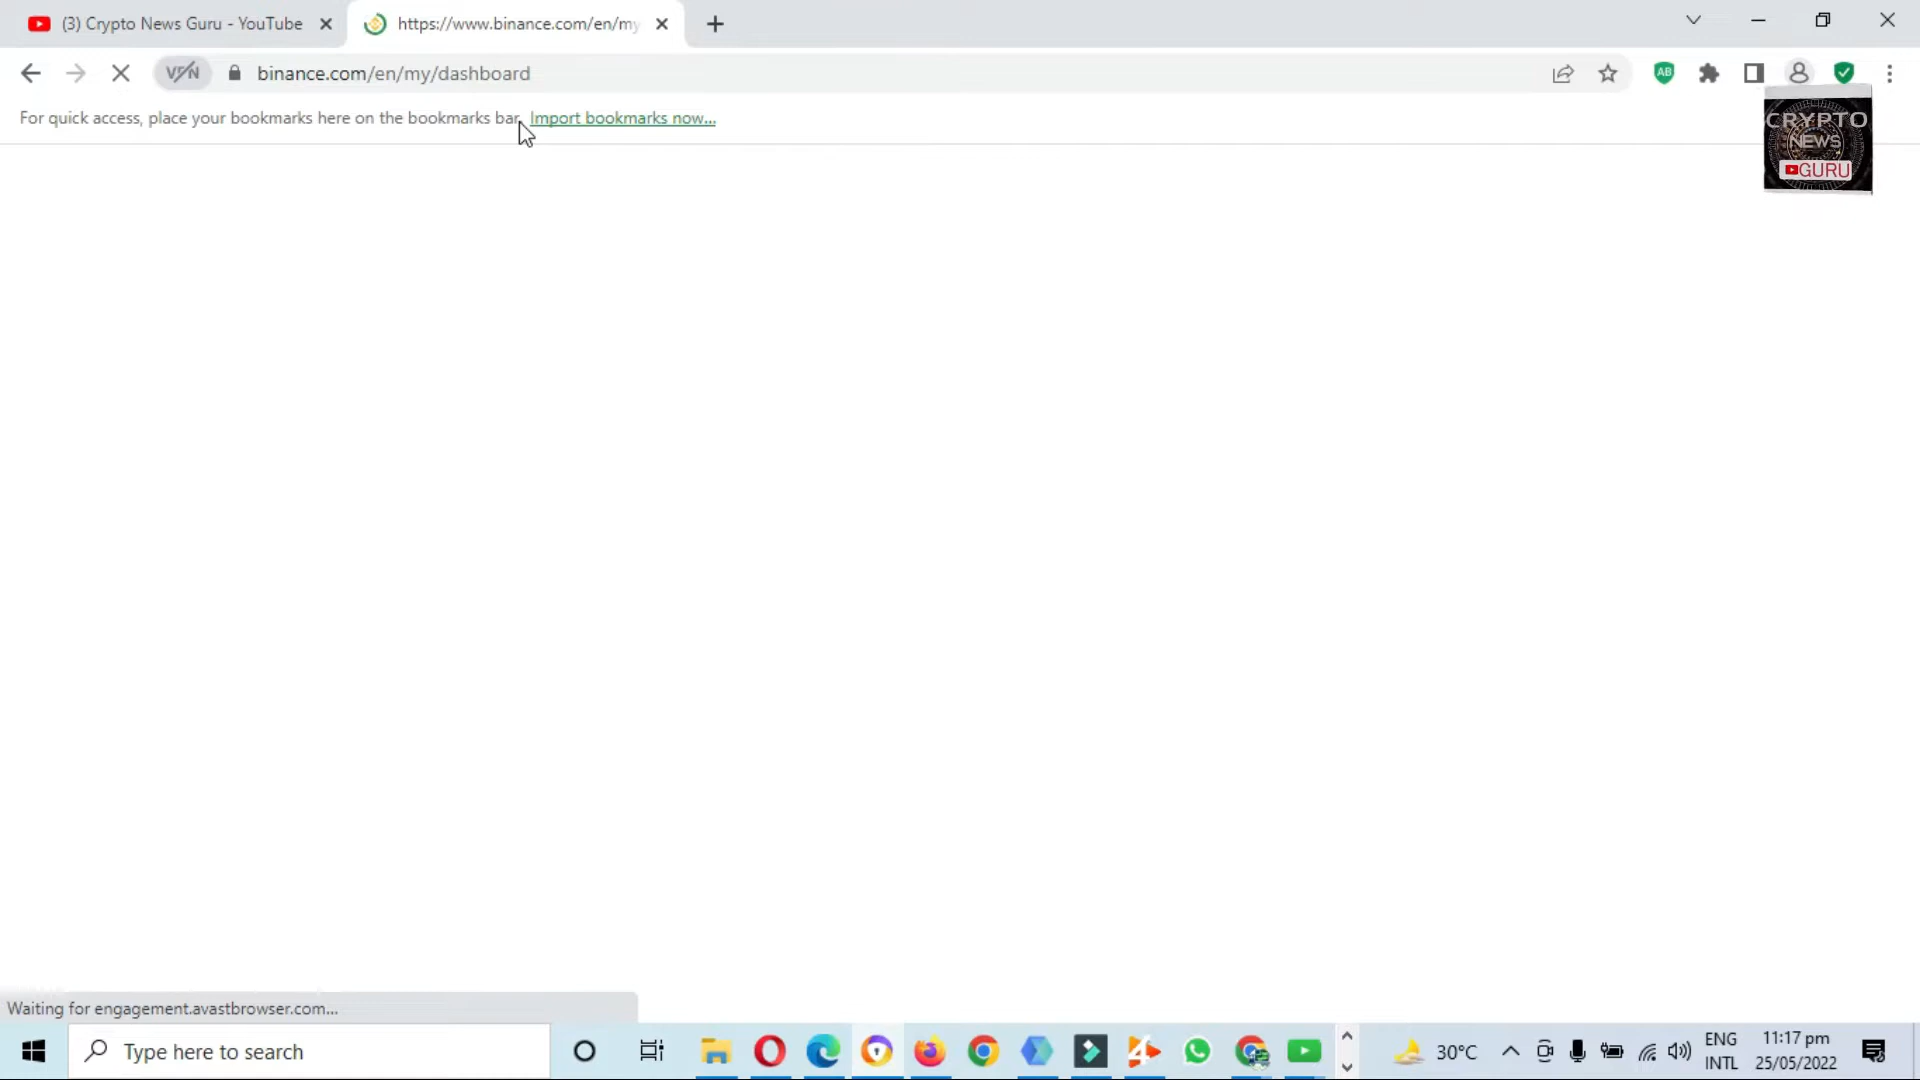 (3) Crypto News Guru - YouTube
https://www.binance.com/en/my
VPN
binance.com/en/my/dashboard
AB
For quick access, place your bookmarks here on the bookmarks bar. Import bookmarks now...
CRYPTO
NEWS
GURU
Waiting for engagement.avastbrowser.com...
Type here to search
30°C
ENG
INTL
11:17 pm
25/05/2022